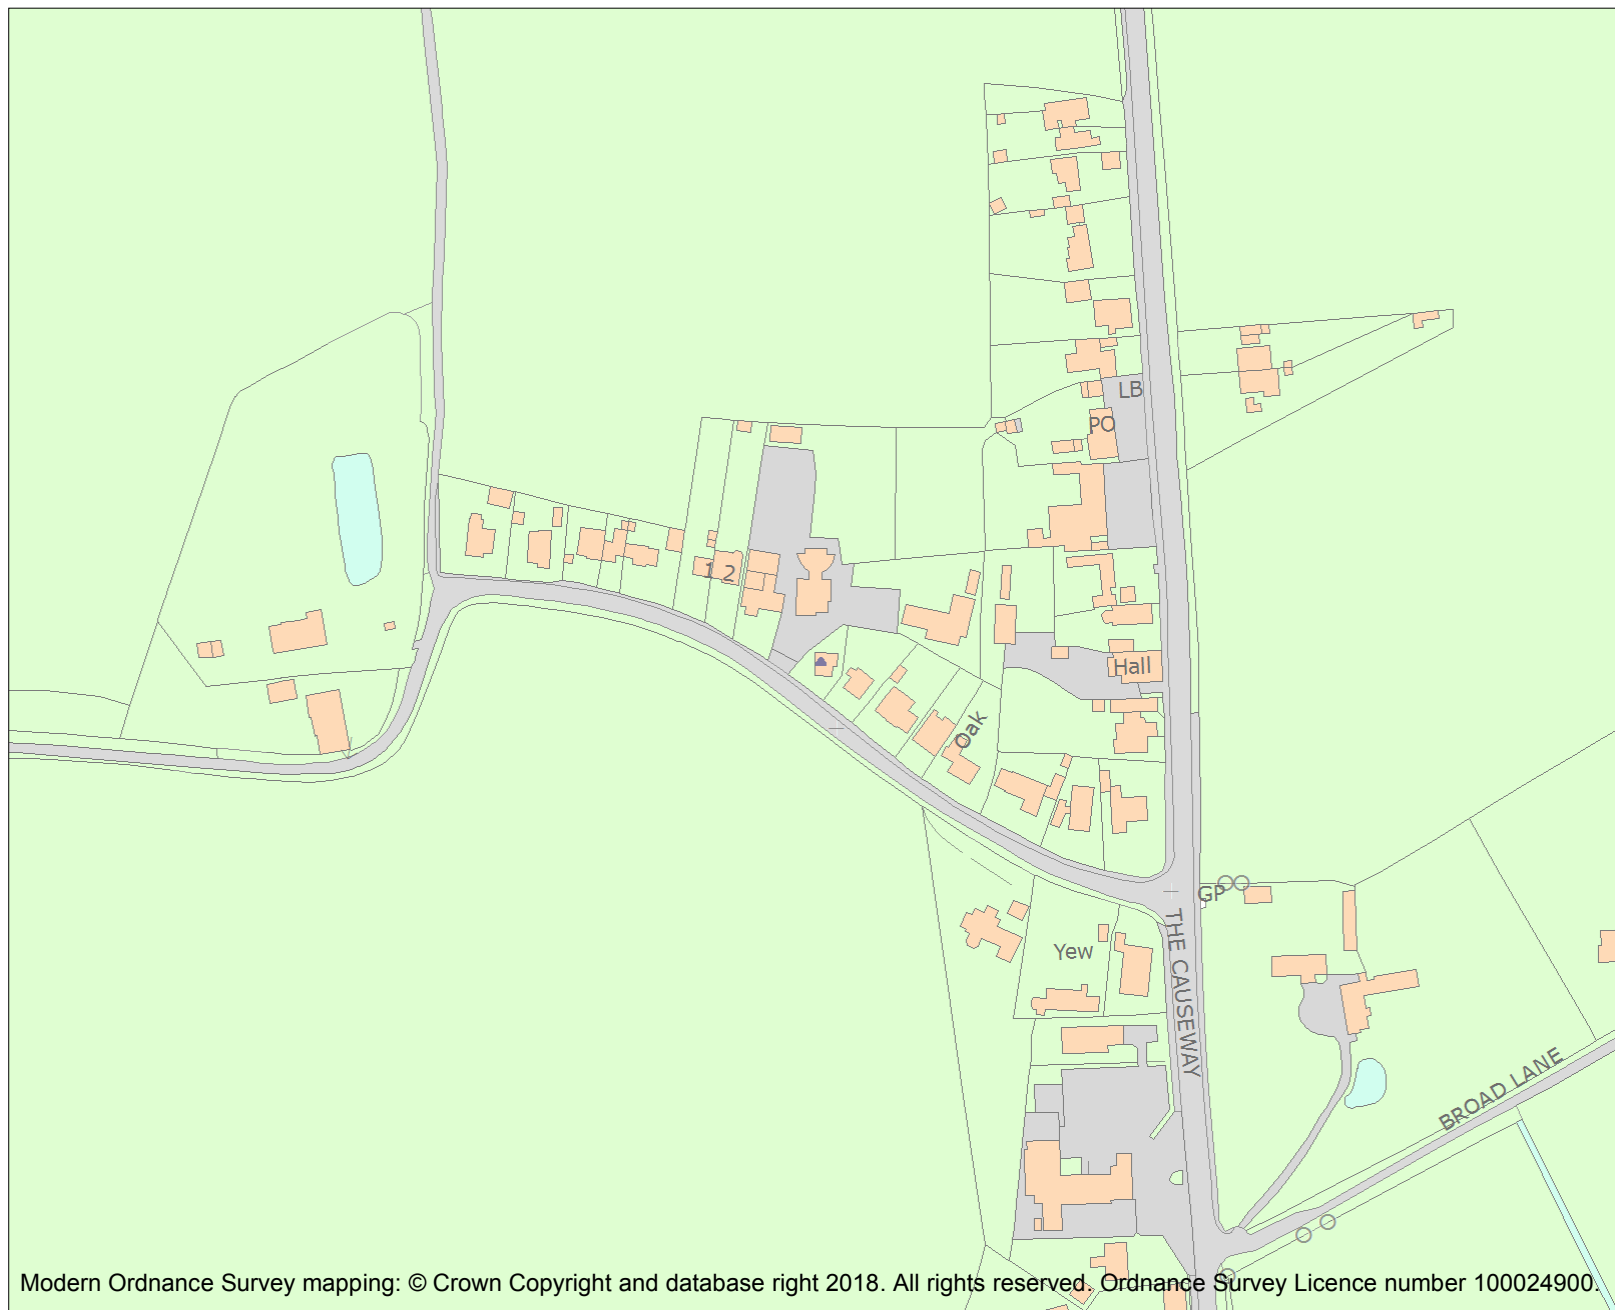 LB
PO
1 2
Hall
Oak
GP
THE CAUSEWAY
Yew
BROAD LANE
Modern Ordnance Survey mapping: © Crown Copyright and database right 2018. All rights reserved. Ordnance Survey Licence number 100024900.